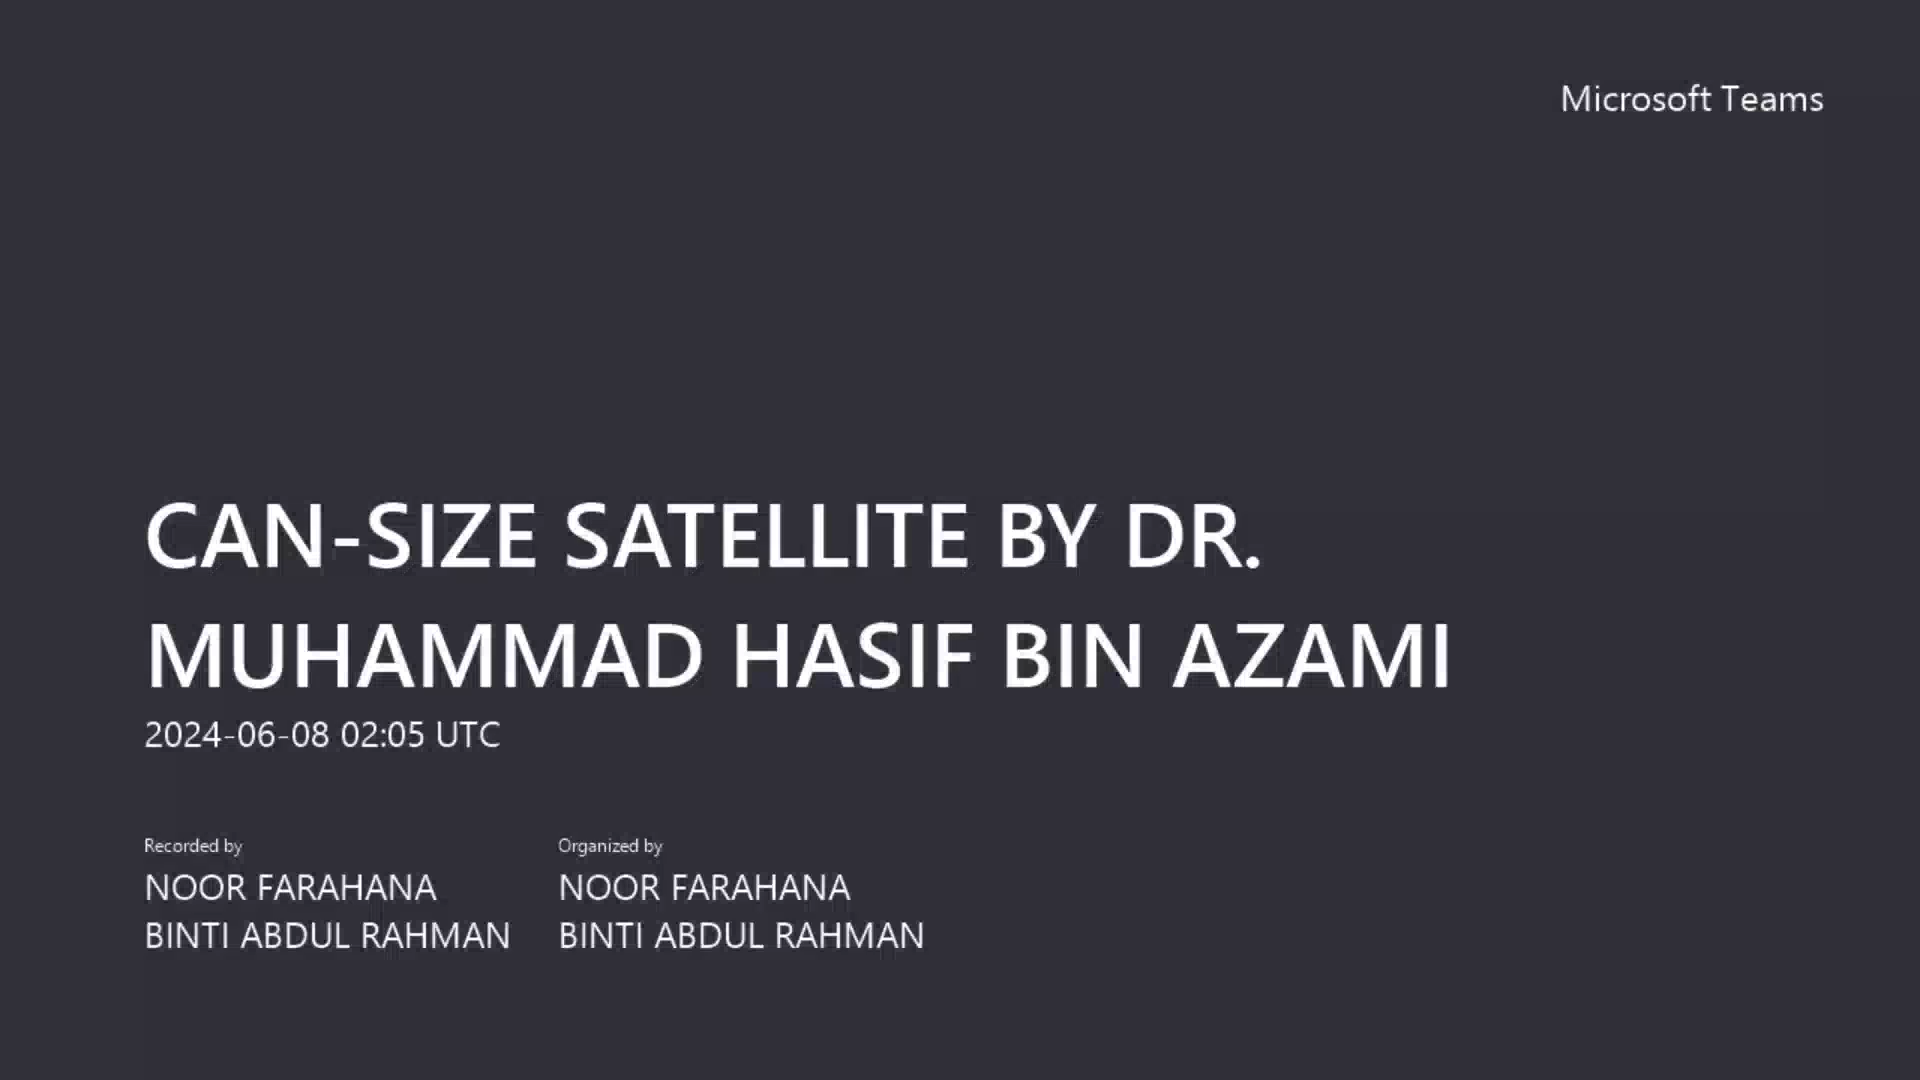 Microsoft Teams
CAN-SIZE SATELLITE BY DR.
MUHAMMAD HASIF BIN AZAMI
2024-06-08 02:05 UTC
Recorded by
NOOR FARAHANA
BINTI ABDUL RAHMAN
Organized by
NOOR FARAHANA
BINTI ABDUL RAHMAN